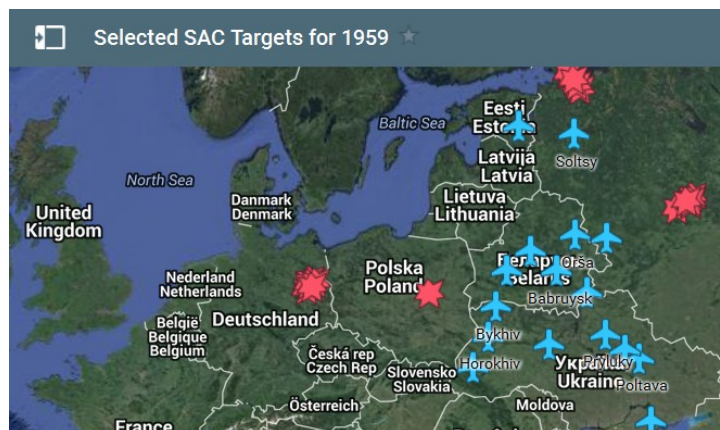 Selected SAC Targets for 1959
Eesti
Estonia
Baltic Sea
Soltsy
Latvija
Latvia
North Sea
Danmark
Denmark
Lietuva
Lithuania
United
Kingdom
Polska
Poland
Orša
Belarus
Nederland
Netherlands
Babruysk
België
Belgique
Belgium
Deutschland
Bykhiv
Česká rep
Czech Rep
Horokhiv
Slovensko
Slovakia
Pryluky
Ukraine
Poltava
Österreich
Moldova
France